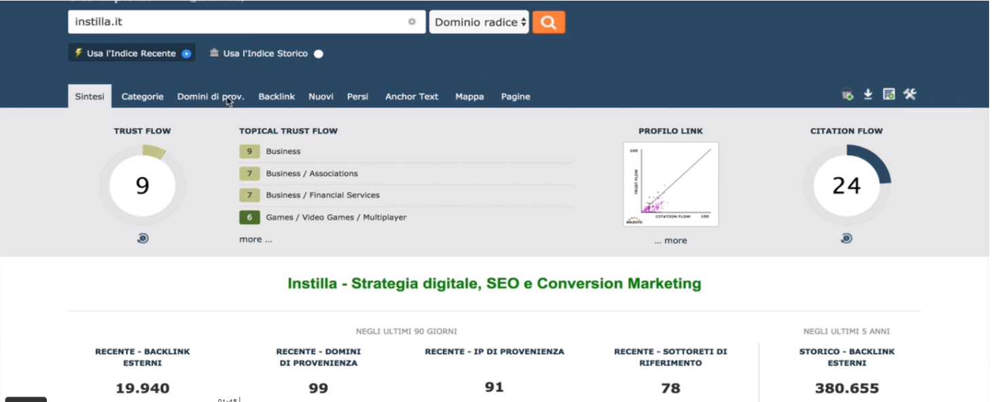 instilla.it
Dominio radice
Usa l'Indice Recente
Usa l'Indice Storico
Sintesi
Categorie
Domini di prov.
Backlink
Nuovi
Persi
Anchor Text
Mappa
Pagine
TRUST FLOW
9
TOPICAL TRUST FLOW
9 Business
7 Business / Associations
7 Business / Financial Services
6 Games / Video Games / Multiplayer
more ...
PROFILO LINK
100
TRUST FLOW
CITATION FLOW 100
MAJESTIC
... more
CITATION FLOW
24
Instilla - Strategia digitale, SEO e Conversion Marketing
NEGLI ULTIMI 90 GIORNI
NEGLI ULTIMI 5 ANNI
RECENTE - BACKLINK
ESTERNI
19.940
RECENTE - DOMINI
DI PROVENIENZA
99
RECENTE - IP DI PROVENIENZA
91
RECENTE - SOTTORETI DI
RIFERIMENTO
78
STORICO - BACKLINK
ESTERNI
380.655